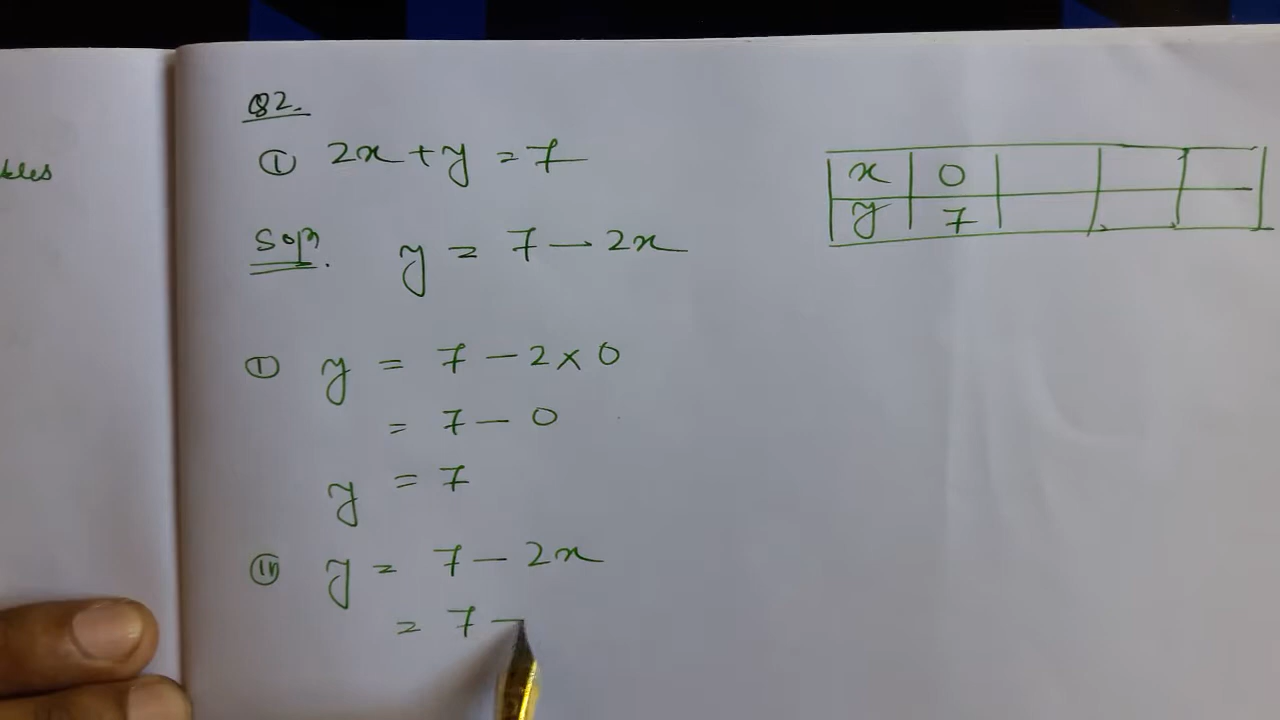 Q2.
① 2x + y = 7
Sol. y = 7 - 2x
① y = 7 - 2 × 0
= 7 - 0
y = 7
② y = 7 - 2x
= 7 -
x 0
y 7